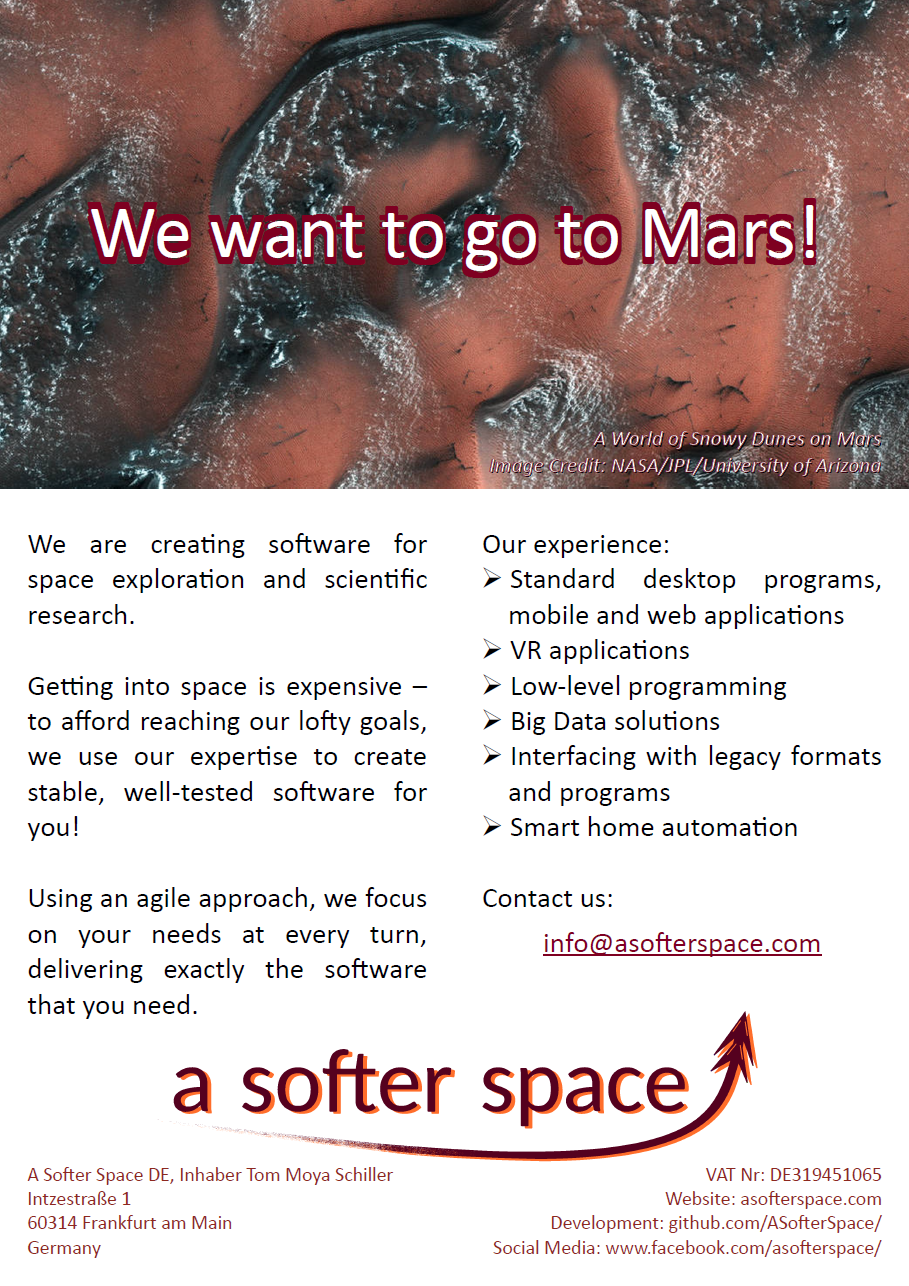 We want to go to Mars!
A World of Snowy Dunes on Mars
Image Credit: NASA/JPL/University of Arizona
We are creating software for
space exploration and scientific
research.
Getting into space is expensive –
to afford reaching our lofty goals,
we use our expertise to create
stable, well-tested software for
you!
Using an agile approach, we focus
on your needs at every turn,
delivering exactly the software
that you need.
Our experience:
➢ Standard desktop programs,
mobile and web applications
➢ VR applications
➢ Low-level programming
➢ Big Data solutions
➢ Interfacing with legacy formats
and programs
➢ Smart home automation
Contact us:
info@asofterspace.com
a softer space
A Softer Space DE, Inhaber Tom Moya Schiller
Intzestraße 1
60314 Frankfurt am Main
Germany
VAT Nr: DE319451065
Website: asofterspace.com
Development: github.com/ASofterSpace/
Social Media: www.facebook.com/asofterspace/